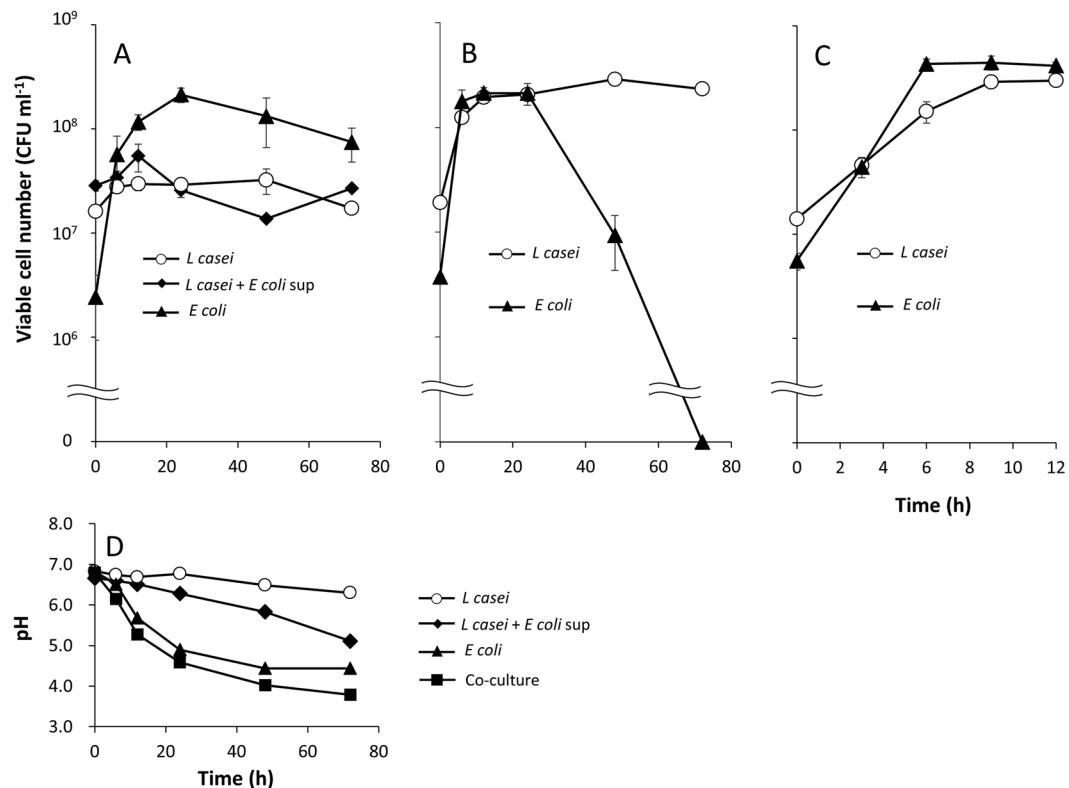 A
B
C
Viable cell number (CFU ml⁻¹)
10⁹
10⁸
10⁷
10⁶
0
L casei
L casei + E coli sup
E coli
0 20 40 60 80
L casei
E coli
0 20 40 60 80
L casei
E coli
0 2 4 6 8 10 12
Time (h)
D
pH
8.0
7.0
6.0
5.0
4.0
3.0
0 20 40 60 80
Time (h)
L casei
L casei + E coli sup
E coli
Co-culture